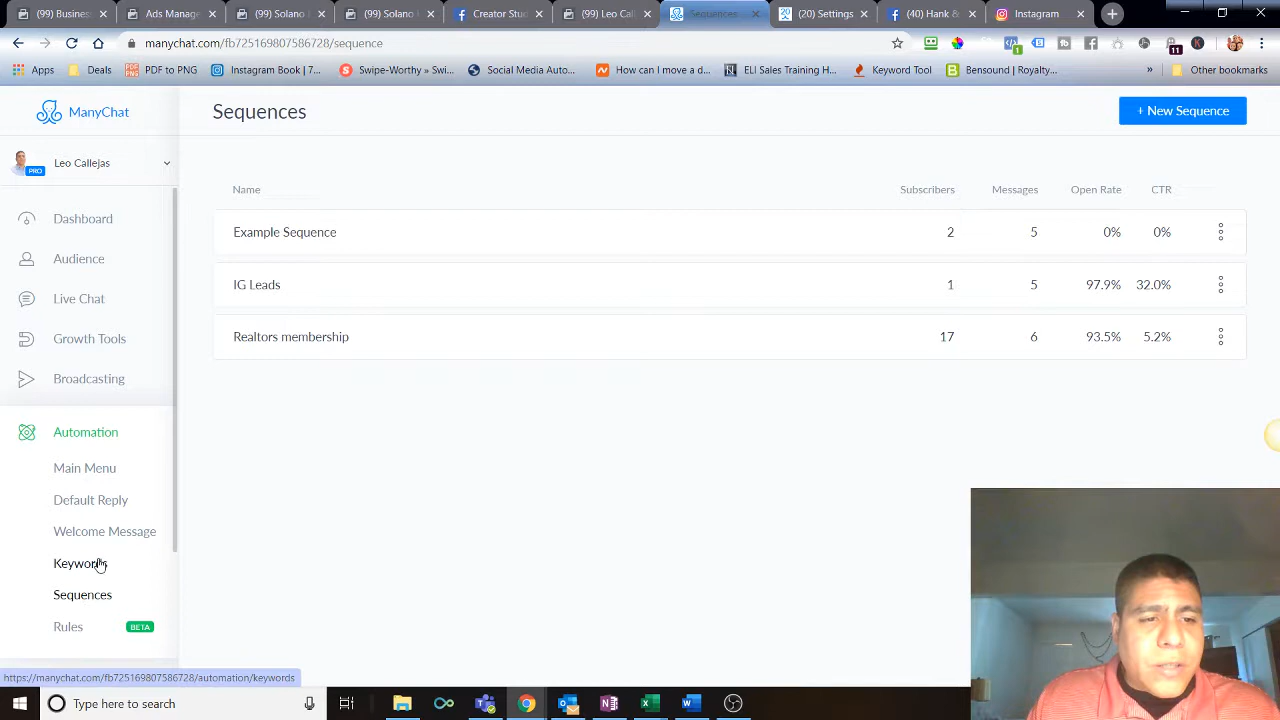 (99) Busines
Ads Manage
(99) Solano
(99) Solano
Creator Stud
(99) Leo Call
Sequences
(20) Settings
(40) Hank &
Instagram
manychat.com/fb725169807586728/sequence
11
Apps
Deals
PDF to PNG
Instagram Book | 7...
Swipe-Worthy » Swi...
Social Media Auto...
How can I move a d...
ELI Sales Training H...
Keyword Tool
Bensound | Royalty...
»
Other bookmarks
ManyChat
Sequences
+ New Sequence
Leo Callejas
PRO
Name
Subscribers
Messages
Open Rate
CTR
Dashboard
Example Sequence
2
5
0%
0%
Audience
IG Leads
1
5
97.9%
32.0%
Live Chat
Growth Tools
Realtors membership
17
6
93.5%
5.2%
Broadcasting
Automation
Main Menu
Default Reply
Welcome Message
Keywords
Sequences
Rules
BETA
https://manychat.com/fb725169807586728/automation/keywords
Type here to search